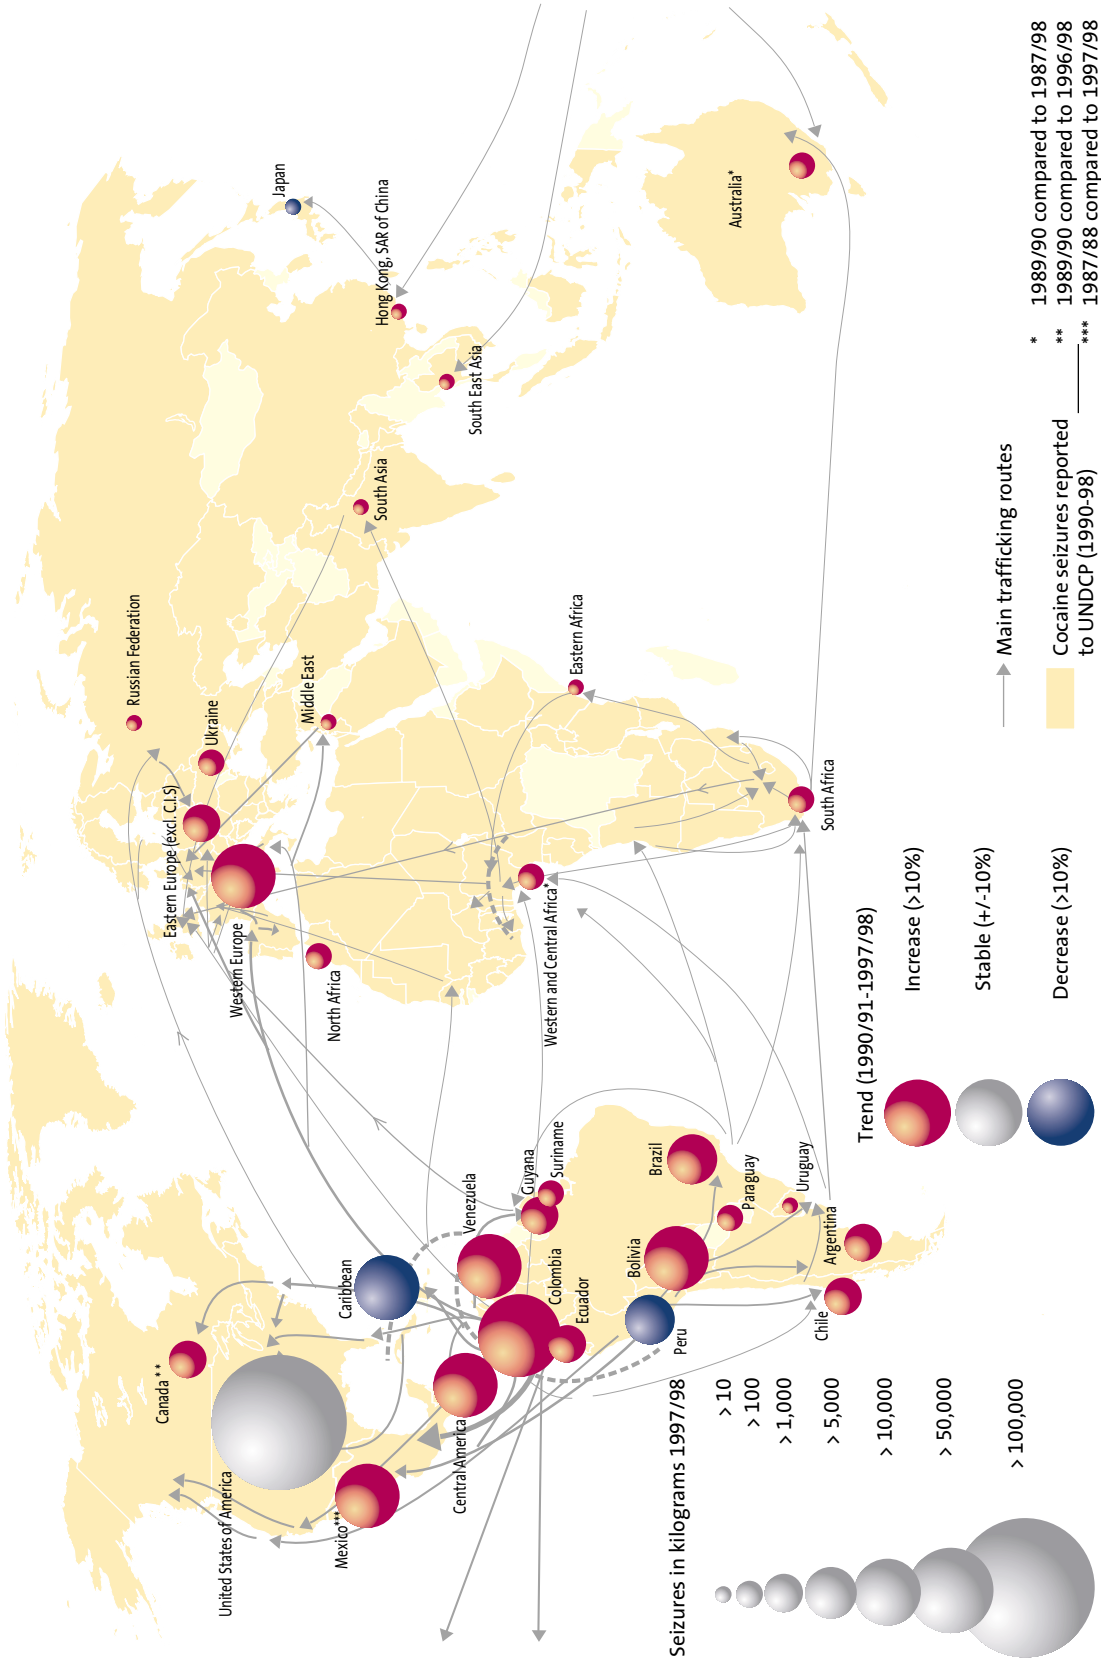 Canada **
United States of America
Mexico***
Central America
Caribbean
Venezuela
Guyana
Suriname
Colombia
Ecuador
Peru
Bolivia
Brazil
Paraguay
Uruguay
Argentina
Chile
Western Europe
Eastern Europe (excl. C.I.S)
Ukraine
Russian Federation
North Africa
Middle East
Western and Central Africa*
Eastern Africa
South Africa
South Asia
South East Asia
Hong Kong, SAR of China
Japan
Australia*
Seizures in kilograms 1997/98
> 10
> 100
> 1,000
> 5,000
> 10,000
> 50,000
> 100,000
Trend (1990/91-1997/98)
Increase (>10%)
Stable (+/-10%)
Decrease (>10%)
Main trafficking routes
Cocaine seizures reported
to UNDCP (1990-98)
* 1989/90 compared to 1987/98
** 1989/90 compared to 1996/98
*** 1987/88 compared to 1997/98